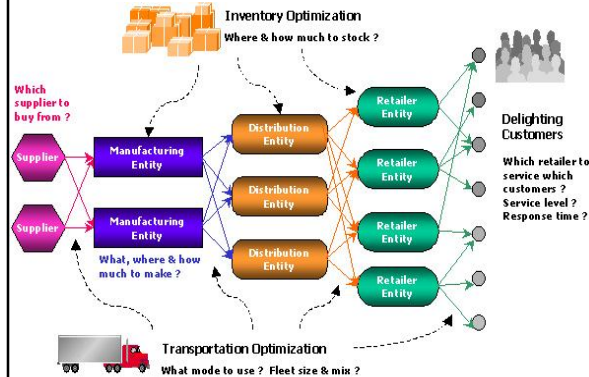 Inventory Optimization
Where & how much to stock ?
Which
supplier to
buy from ?
Supplier
Supplier
Manufacturing
Entity
Manufacturing
Entity
What, where & how
much to make ?
Distribution
Entity
Distribution
Entity
Distribution
Entity
Retailer
Entity
Retailer
Entity
Retailer
Entity
Retailer
Entity
Delighting
Customers
Which retailer to
service which
customers ?
Service level ?
Response time ?
Transportation Optimization
What mode to use ? Fleet size & mix ?